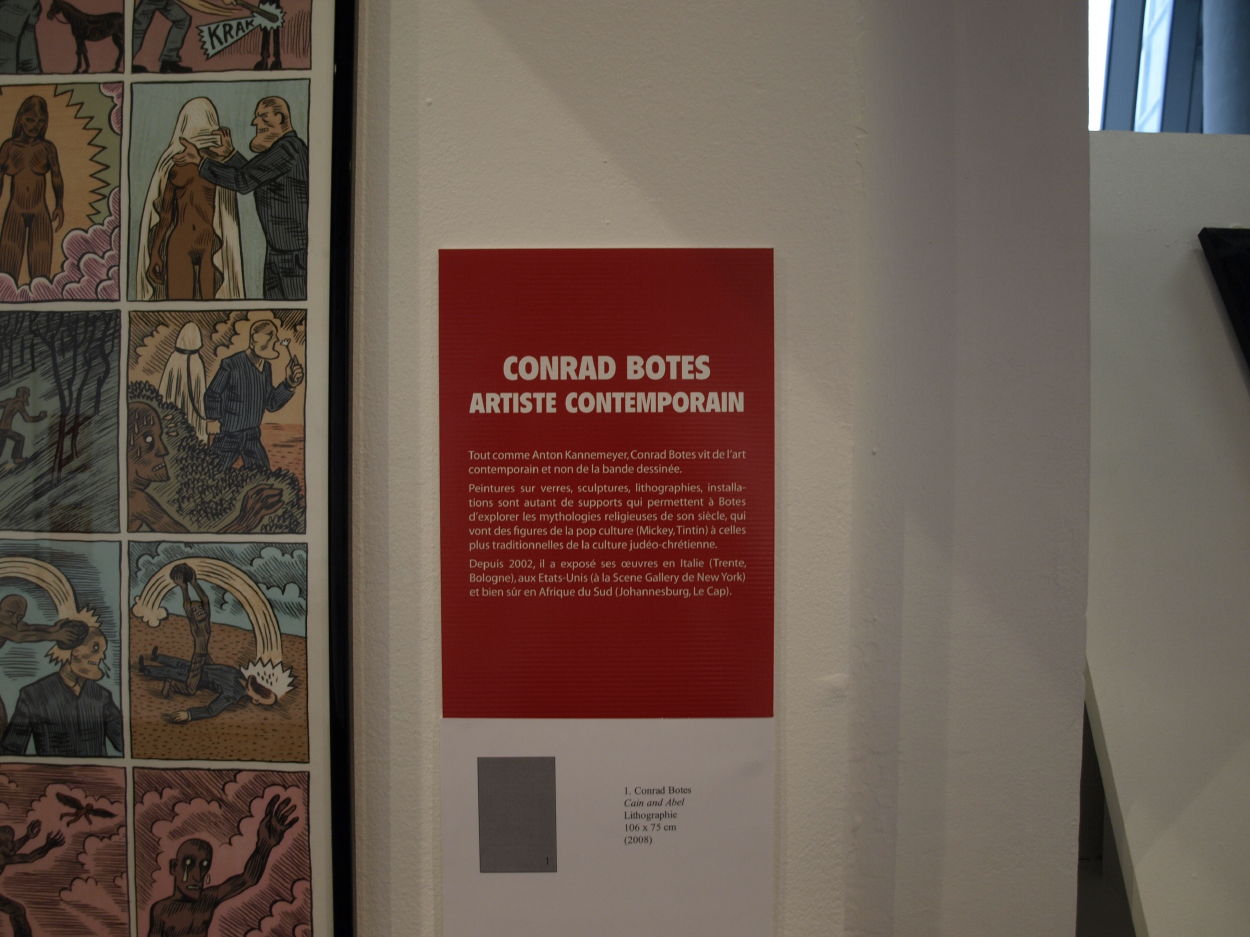 KRAK
CONRAD BOTES
ARTISTE CONTEMPORAIN
Tout comme Anton Kannemeyer, Conrad Botes vit de l'art
contemporain et non de la bande dessinée.
Peintures sur verres, sculptures, lithographies, installa-
tions sont autant de supports qui permettent à Botes
d'explorer les mythologies religieuses de son siècle, qui
vont des figures de la pop culture (Mickey, Tintin) à celles
plus traditionnelles de la culture judéo-chrétienne.
Depuis 2002, il a exposé ses œuvres en Italie (Trente,
Bologne), aux Etats-Unis (à la Scene Gallery de New York)
et bien sûr en Afrique du Sud (Johannesburg, Le Cap).
1. Conrad Botes
Cain and Abel
Lithographie
106 x 75 cm
(2008)
1